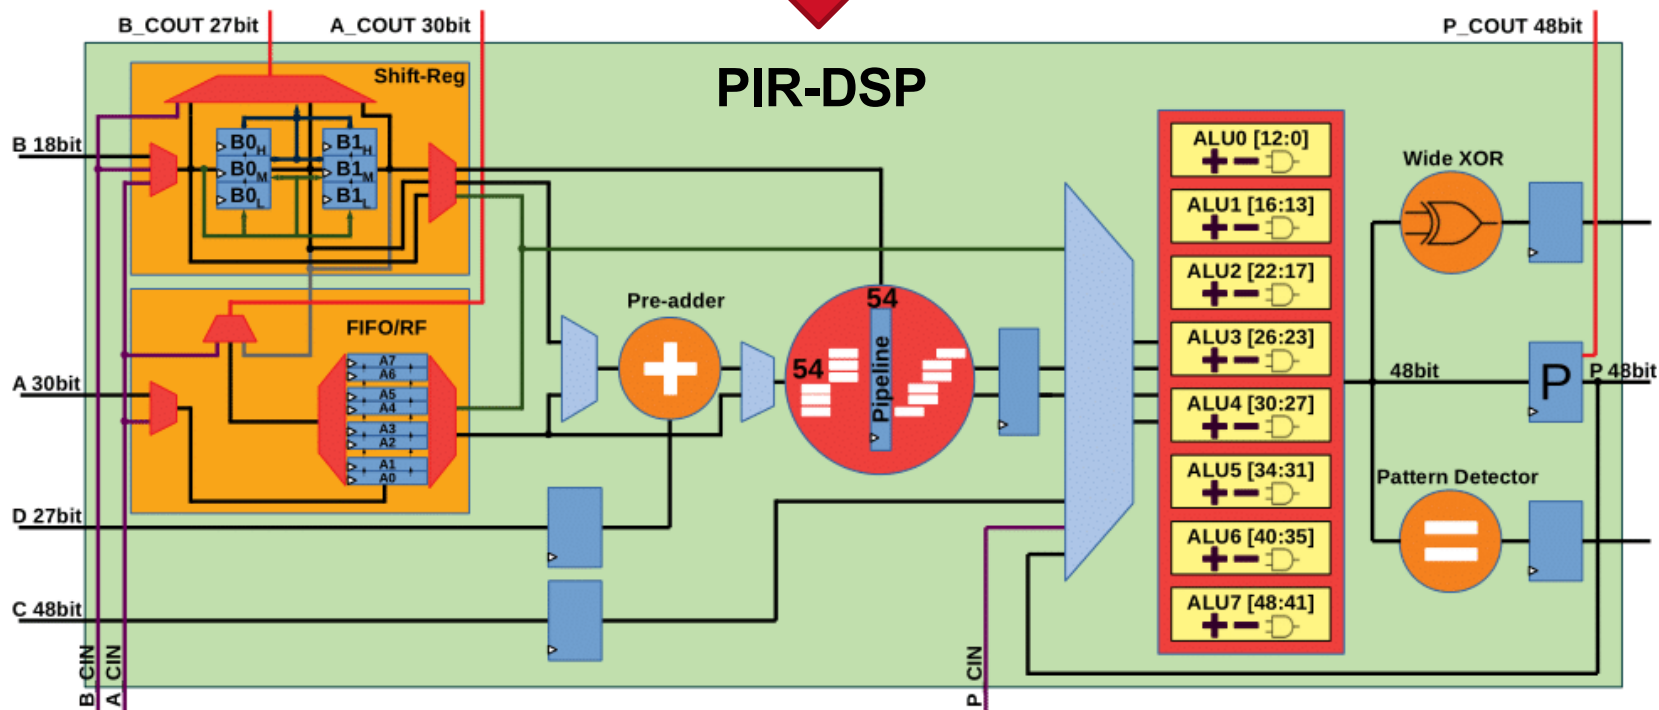 B_COUT 27bit
A_COUT 30bit
P_COUT 48bit
PIR-DSP
Shift-Reg
B 18bit
B0H
B0M
B0L
B1H
B1M
B1L
FIFO/RF
A7
A6
A5
A4
A3
A2
A1
A0
A 30bit
D 27bit
C 48bit
B_CIN
A_CIN
Pre-adder
54
54
Pipeline
P_CIN
ALU0 [12:0]
ALU1 [16:13]
ALU2 [22:17]
ALU3 [26:23]
ALU4 [30:27]
ALU5 [34:31]
ALU6 [40:35]
ALU7 [48:41]
Wide XOR
48bit
P
P 48bit
Pattern Detector